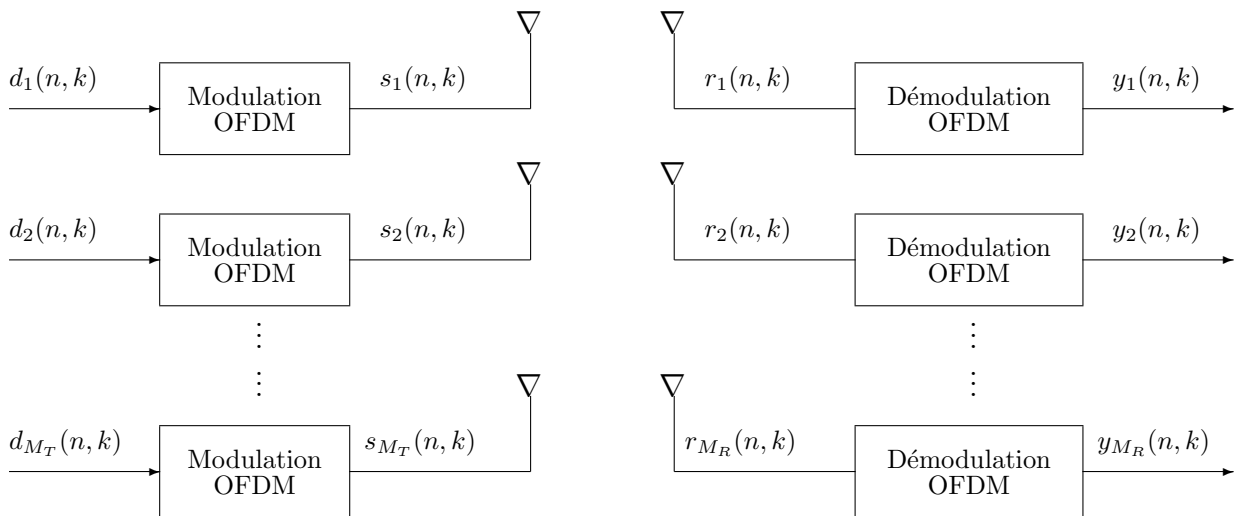 d_1(n, k)
Modulation
OFDM
s_1(n, k)
r_1(n, k)
Démodulation
OFDM
y_1(n, k)
d_2(n, k)
Modulation
OFDM
s_2(n, k)
r_2(n, k)
Démodulation
OFDM
y_2(n, k)
d_{M_T}(n, k)
Modulation
OFDM
s_{M_T}(n, k)
r_{M_R}(n, k)
Démodulation
OFDM
y_{M_R}(n, k)